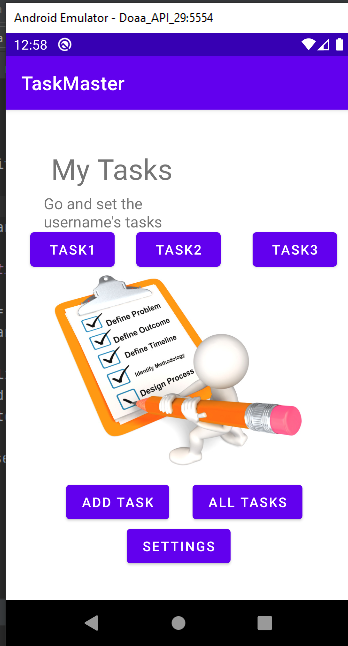 Android Emulator - Doaa_API_29:5554
12:58
TaskMaster
My Tasks
Go and set the
username's tasks
TASK1 TASK2 TASK3
Define Problem
Define Outcome
Define Timeline
Identify Methodology
Design Process
ADD TASK ALL TASKS
SETTINGS